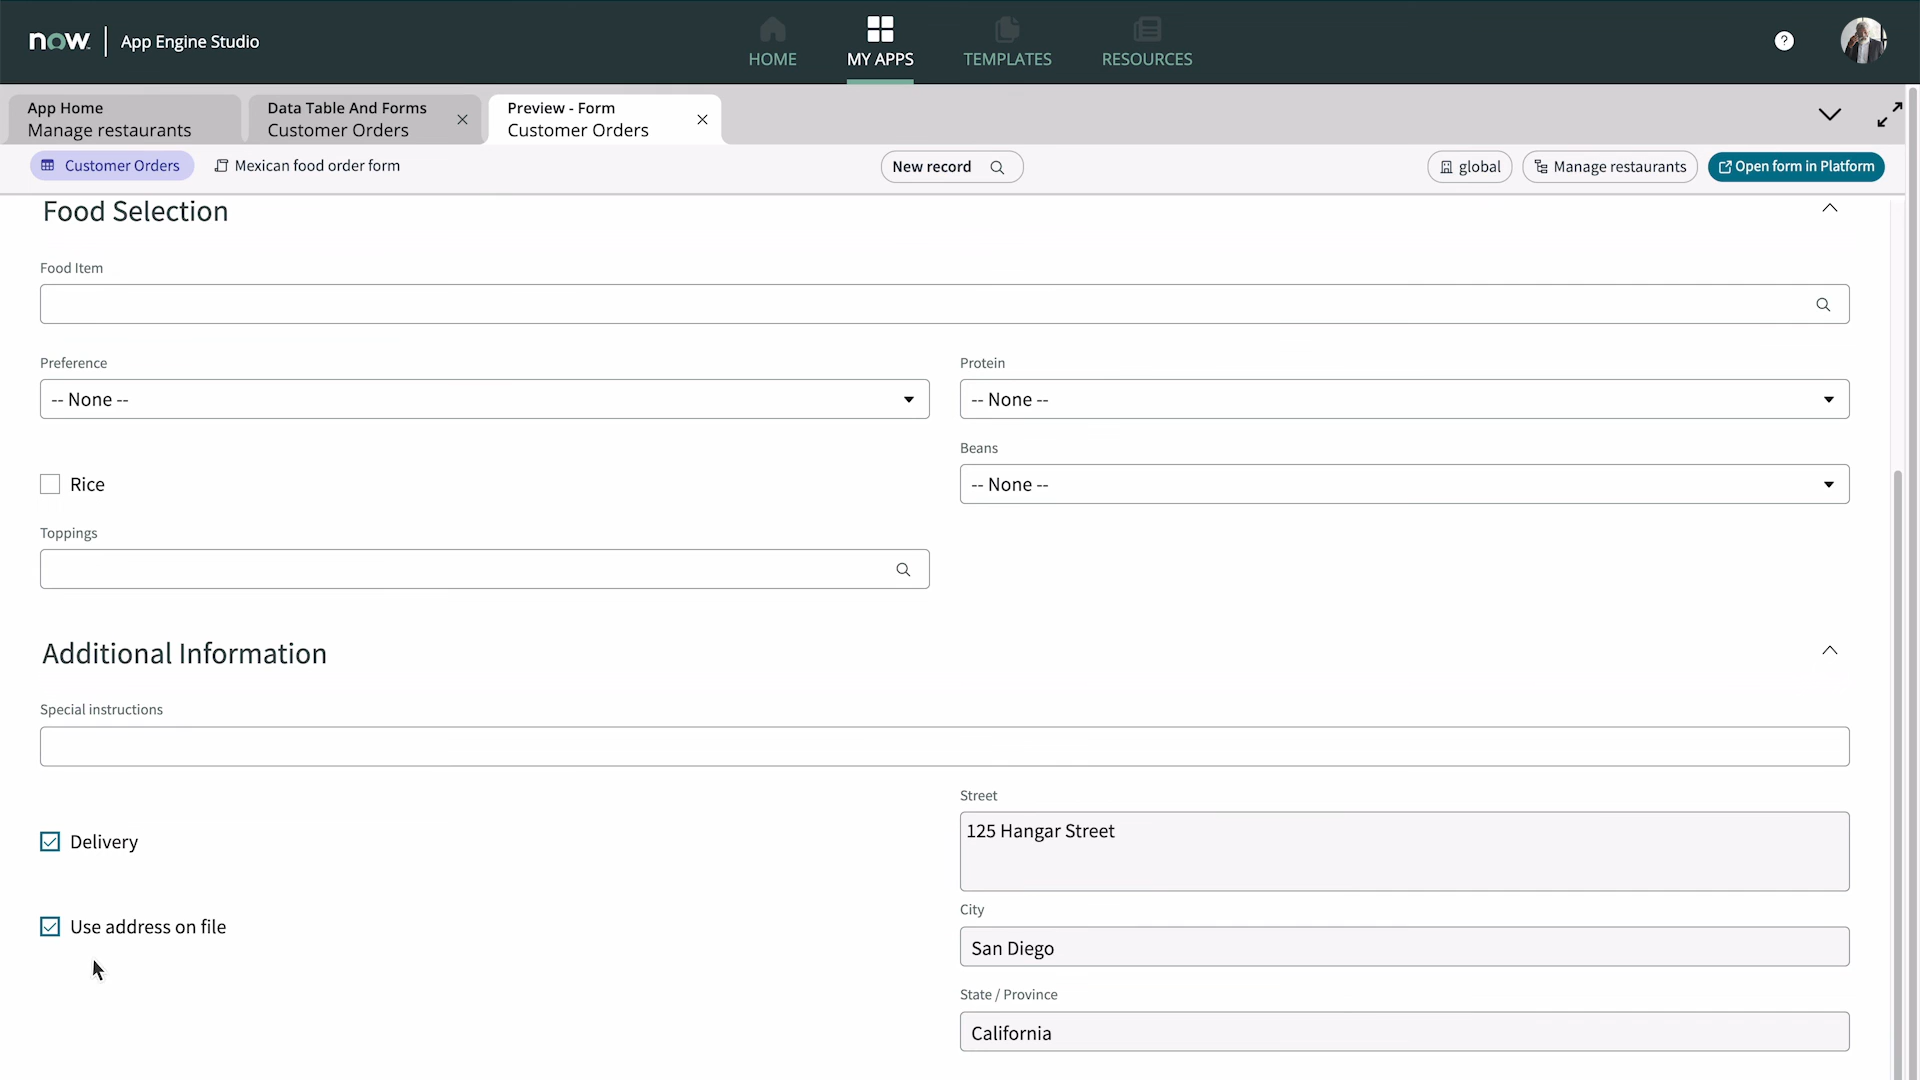 now.
App Engine Studio
HOME
MY APPS
TEMPLATES
RESOURCES
?
App Home
Manage restaurants
Data Table And Forms
Customer Orders
Preview - Form
Customer Orders
Customer Orders
Mexican food order form
New record
global
Manage restaurants
Open form in Platform
Food Selection
Food Item
Preference
-- None --
Protein
-- None --
Rice
Beans
-- None --
Toppings
Additional Information
Special instructions
Delivery
Street
125 Hangar Street
Use address on file
City
San Diego
State / Province
California